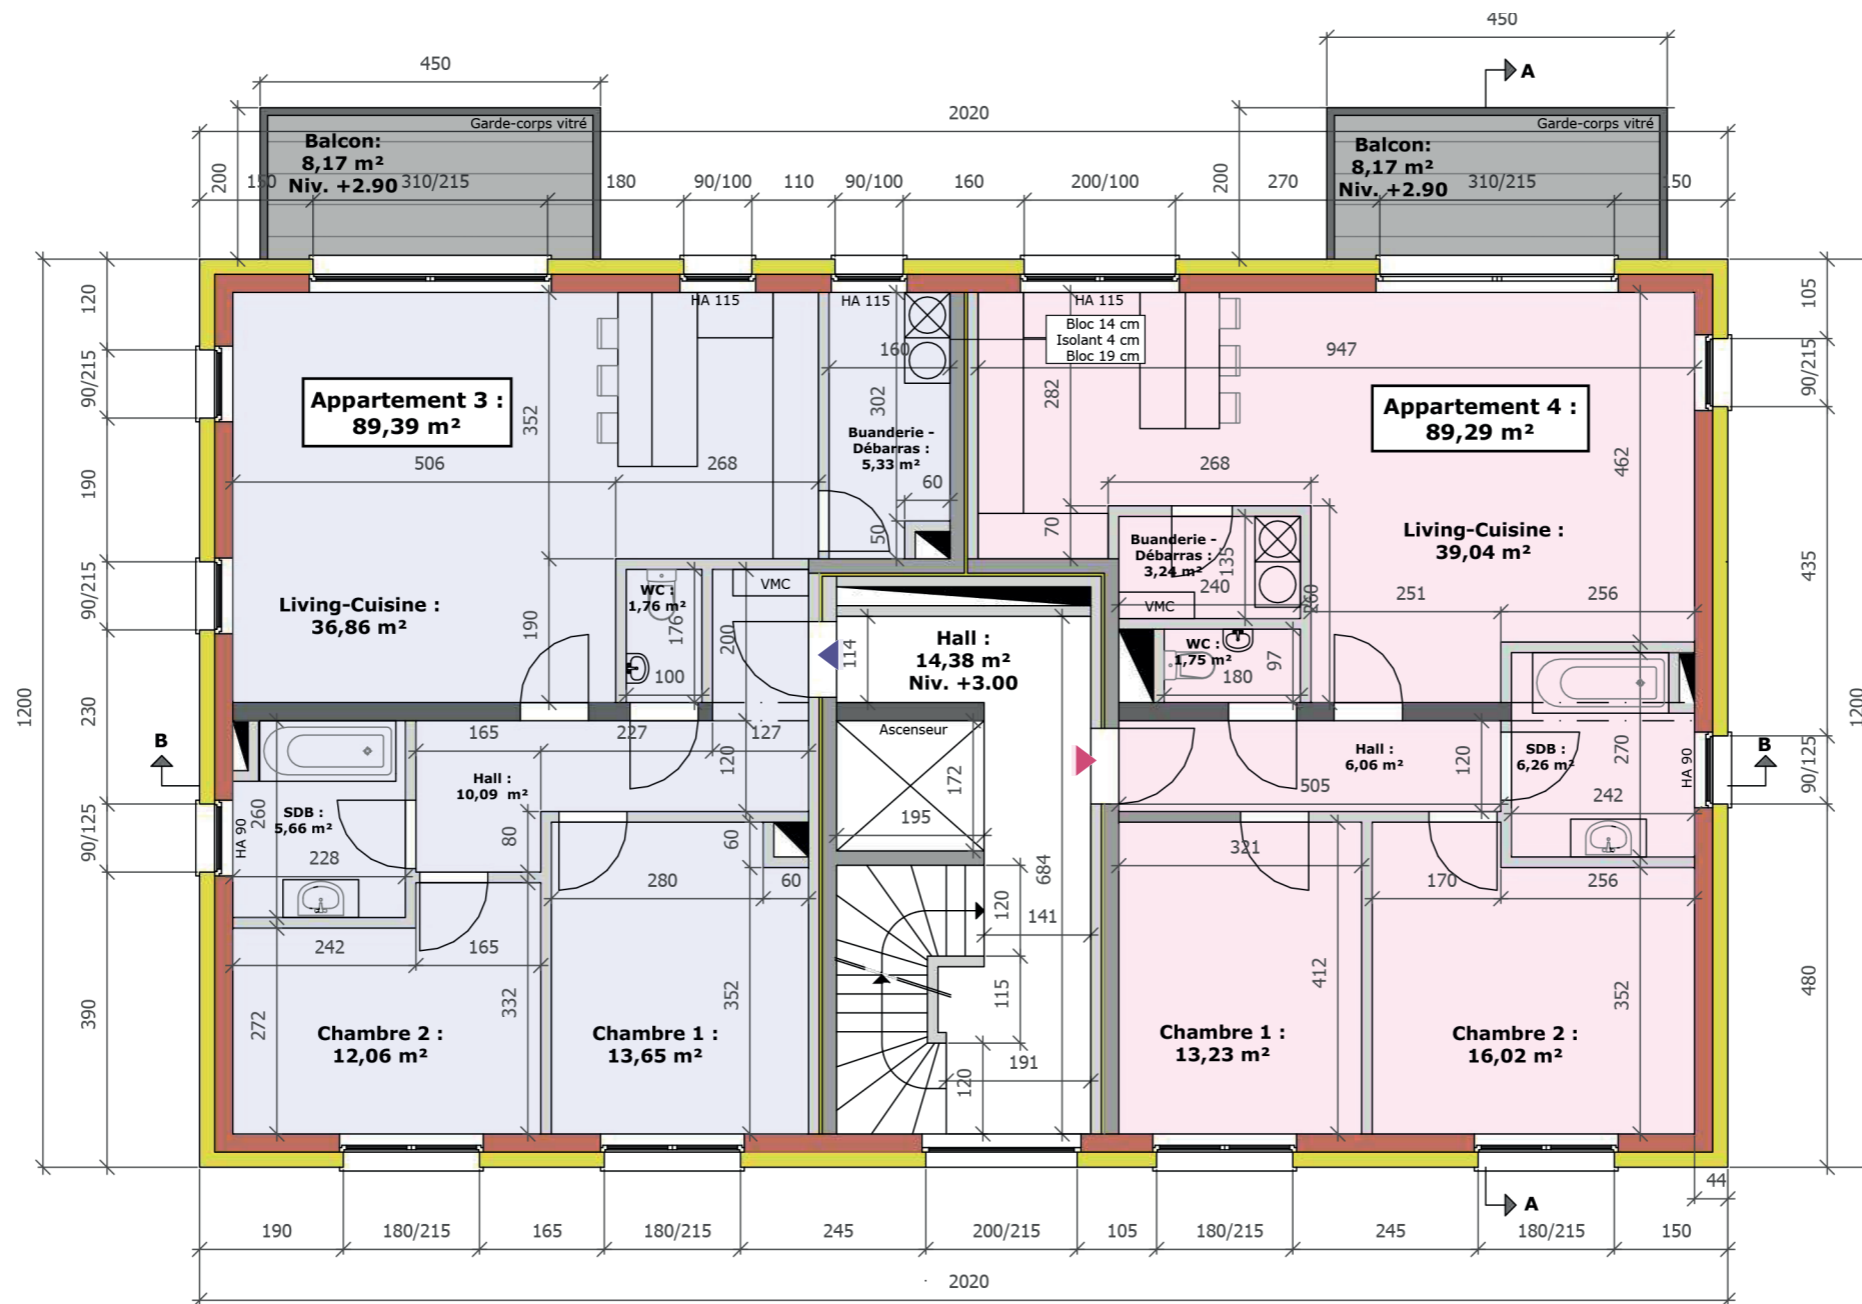 450
450
A
2020
Garde-corps vitré
Garde-corps vitré
Balcon:
8,17 m²
Niv. +2.90
Balcon:
8,17 m²
Niv. +2.90
200
200
150
310/215
180
90/100
110
90/100
160
200/100
270
310/215
150
HA 115
HA 115
HA 115
Bloc 14 cm
Isolant 4 cm
Bloc 19 cm
120
90/215
190
90/215
230
90/125
390
1200
105
90/215
435
90/125
480
1200
160
947
302
282
352
462
Appartement 3 :
89,39 m²
Appartement 4 :
89,29 m²
Buanderie -
Débarras :
5,33 m²
506
268
60
50
268
70
Living-Cuisine :
39,04 m²
Buanderie -
Débarras :
3,24 m²
135
240
260
251
256
VMC
VMC
WC :
1,76 m²
176
100
200
190
Living-Cuisine :
36,86 m²
114
Hall :
14,38 m²
Niv. +3.00
WC :
1,75 m²
97
180
B
B
165
227
127
120
Ascenseur
172
195
Hall :
10,09 m²
Hall :
6,06 m²
120
505
SDB :
6,26 m²
270
242
HA 90
SDB :
5,66 m²
260
228
HA 90
80
60
280
60
684
321
170
256
242
165
120
141
115
191
120
272
332
352
412
352
Chambre 2 :
12,06 m²
Chambre 1 :
13,65 m²
Chambre 1 :
13,23 m²
Chambre 2 :
16,02 m²
44
A
190
180/215
165
180/215
245
200/215
105
180/215
245
180/215
150
2020